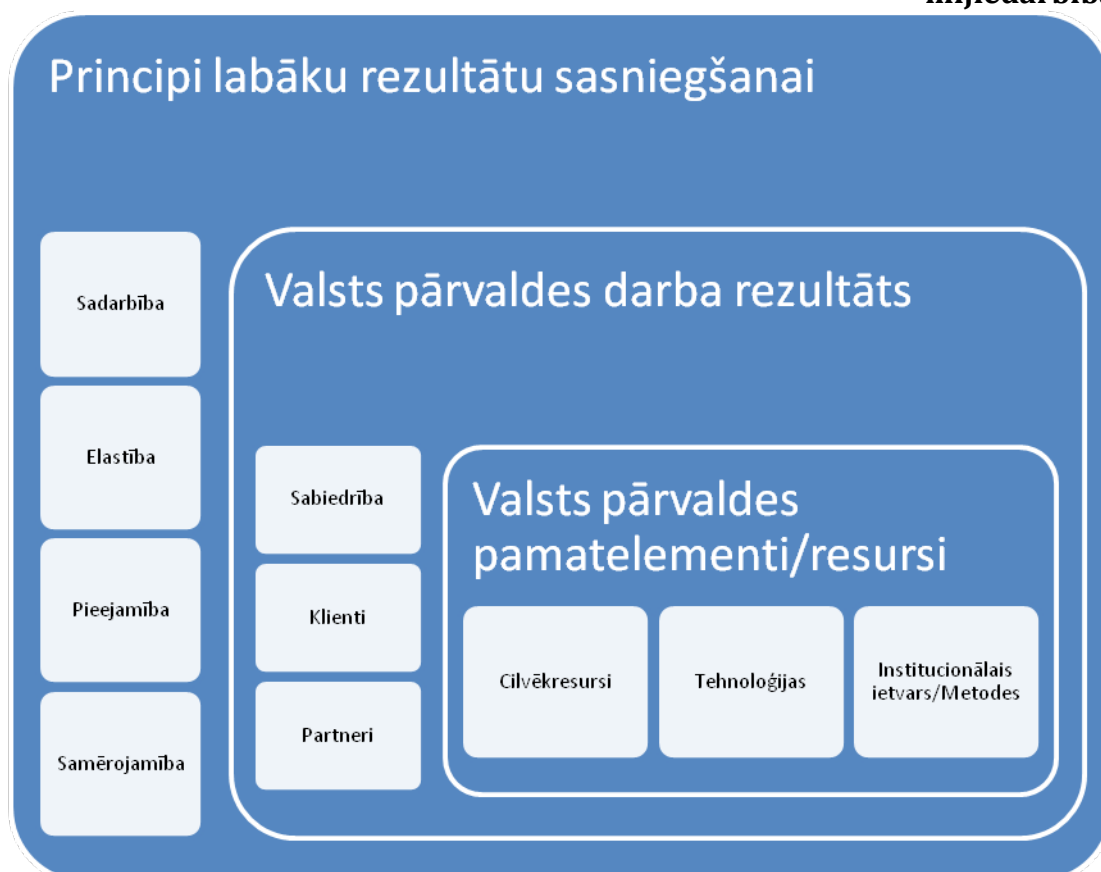 Principi labāku rezultātu sasniegšanai
Sadarbība
Elastība
Pieejamība
Samērojamība
Valsts pārvaldes darba rezultāts
Sabiedrība
Klienti
Partneri
Valsts pārvaldes
pamatelementi/resursi
Cilvēkresursi
Tehnoloģijas
Institucionālais
ietvars/Metodes